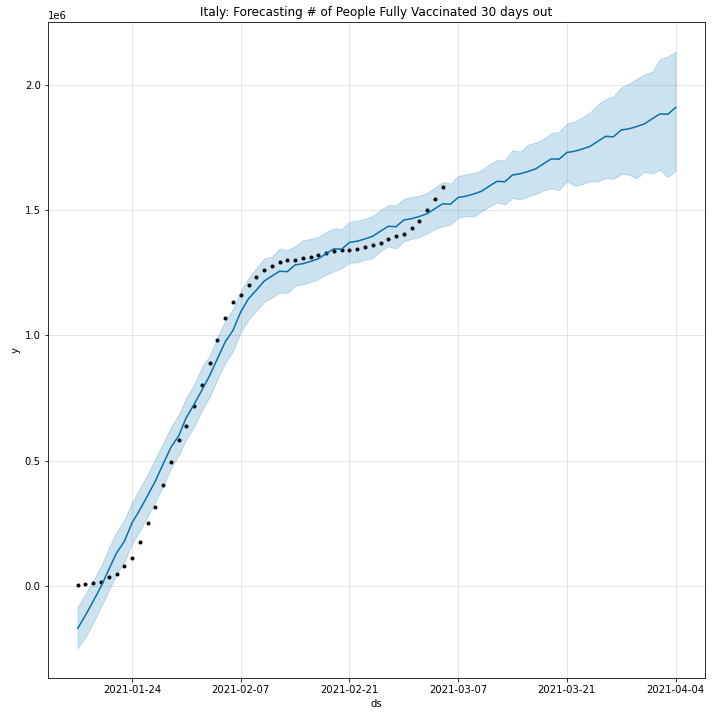 Italy: Forecasting # of People Fully Vaccinated 30 days out
1e6
2.0
1.5
1.0
0.5
0.0
y
2021-01-24 2021-02-07 2021-02-21 2021-03-07 2021-03-21 2021-04-04
ds